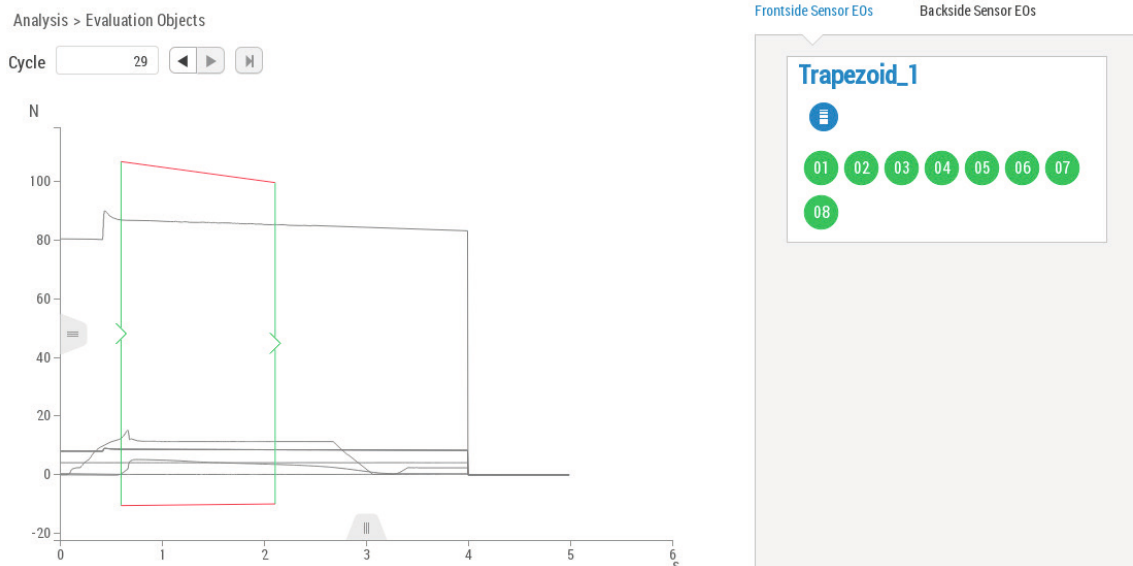 Analysis > Evaluation Objects
Frontside Sensor EOs
Backside Sensor EOs
Cycle 29
Trapezoid_1
01 02 03 04 05 06 07
08
N
100
80
60
40
20
0
-20
0 1 2 3 4 5 6
s